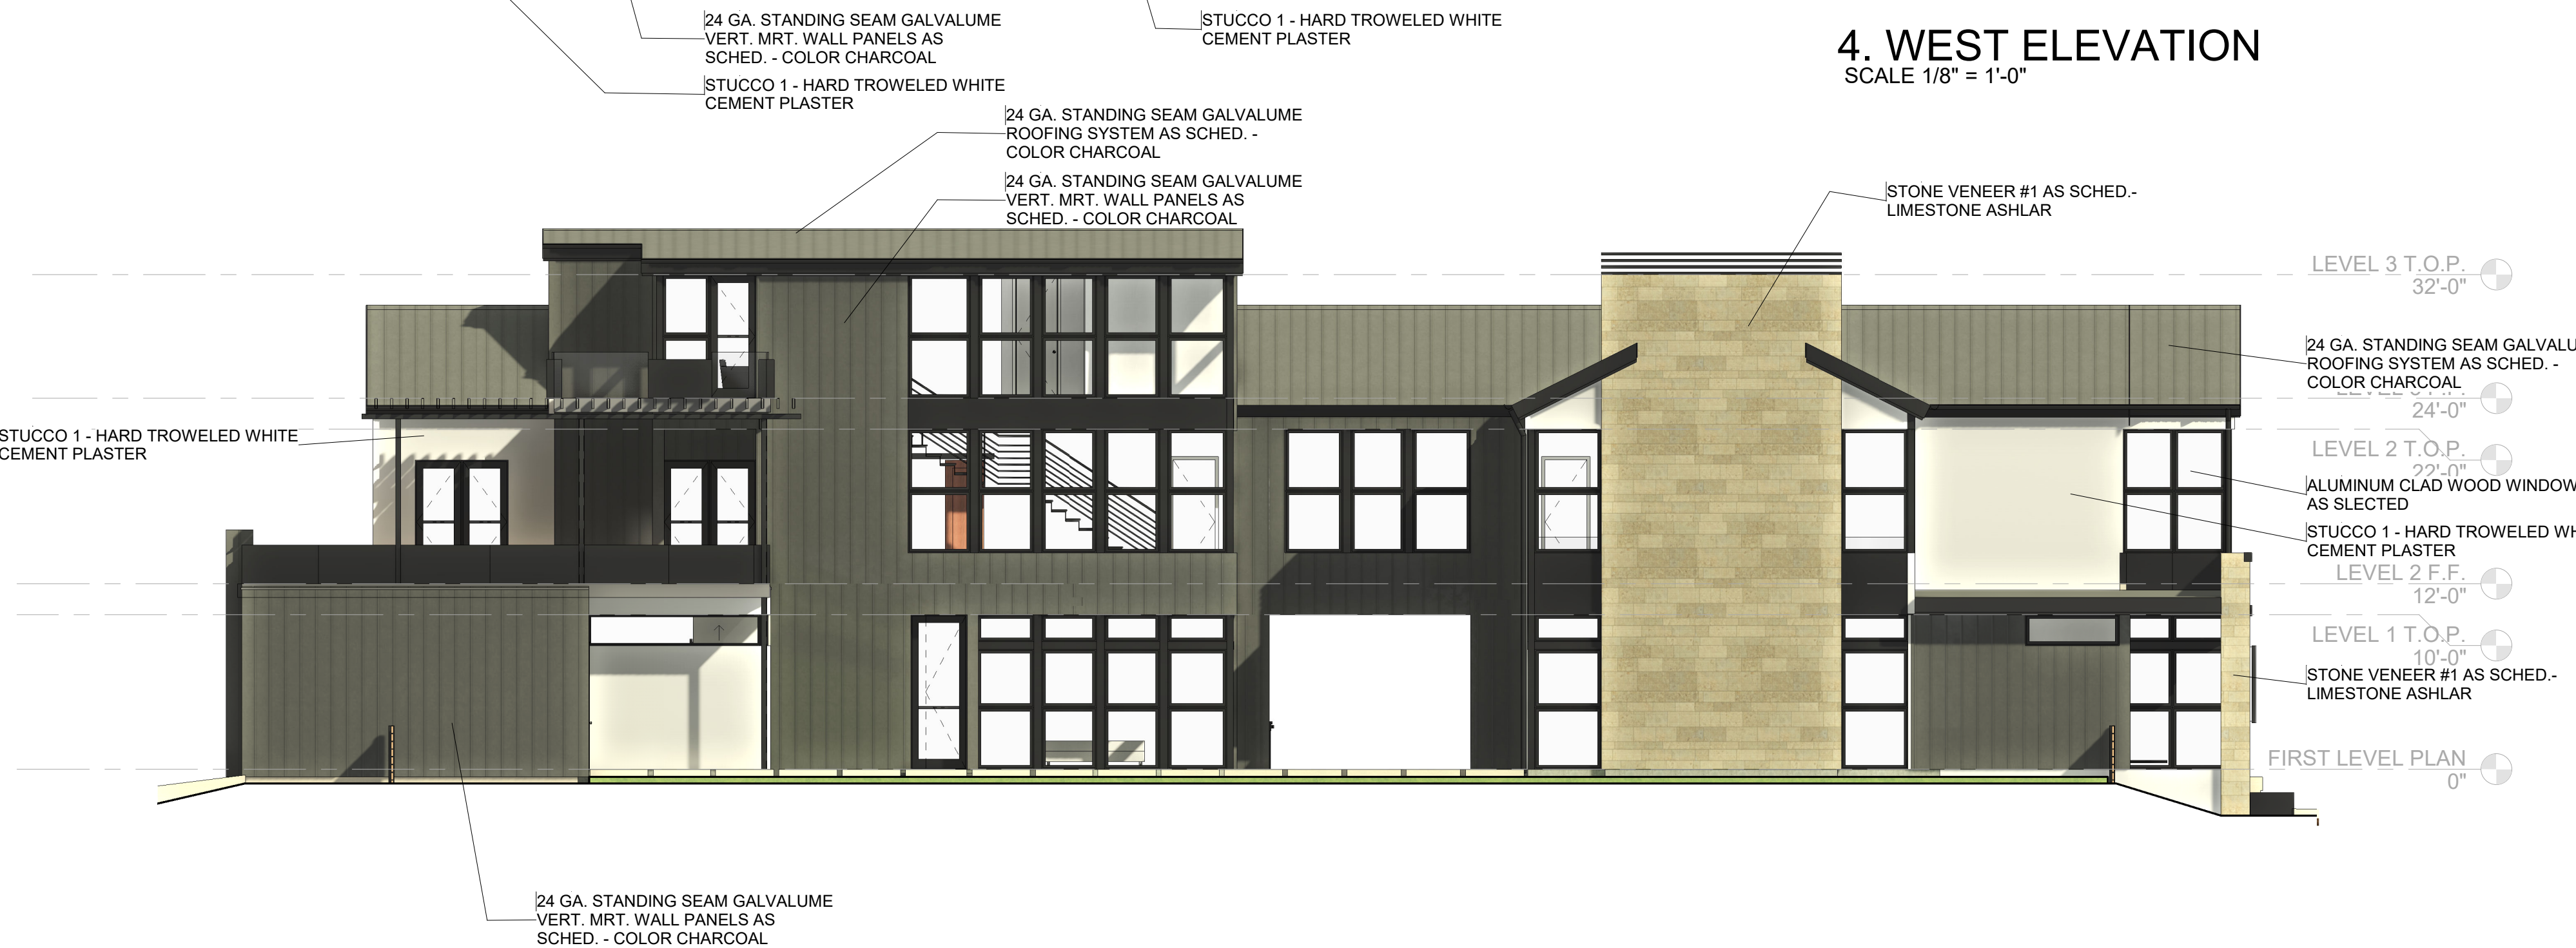 24 GA. STANDING SEAM GALVALUME
VERT. MRT. WALL PANELS AS
SCHED. - COLOR CHARCOAL
STUCCO 1 - HARD TROWELED WHITE
CEMENT PLASTER
STUCCO 1 - HARD TROWELED WHITE
CEMENT PLASTER
4. WEST ELEVATION
SCALE 1/8" = 1'-0"
24 GA. STANDING SEAM GALVALUME
ROOFING SYSTEM AS SCHED. -
COLOR CHARCOAL
24 GA. STANDING SEAM GALVALUME
VERT. MRT. WALL PANELS AS
SCHED. - COLOR CHARCOAL
STONE VENEER #1 AS SCHED.-
LIMESTONE ASHLAR
LEVEL 3 T.O.P.
32'-0"
24 GA. STANDING SEAM GALVALU
ROOFING SYSTEM AS SCHED. -
COLOR CHARCOAL
24'-0"
STUCCO 1 - HARD TROWELED WHITE
CEMENT PLASTER
LEVEL 2 T.O.P.
22'-0"
ALUMINUM CLAD WOOD WINDOW
AS SLECTED
STUCCO 1 - HARD TROWELED WH
CEMENT PLASTER
LEVEL 2 F.F.
12'-0"
LEVEL 1 T.O.P.
10'-0"
STONE VENEER #1 AS SCHED.-
LIMESTONE ASHLAR
FIRST LEVEL PLAN
0"
24 GA. STANDING SEAM GALVALUME
VERT. MRT. WALL PANELS AS
SCHED. - COLOR CHARCOAL